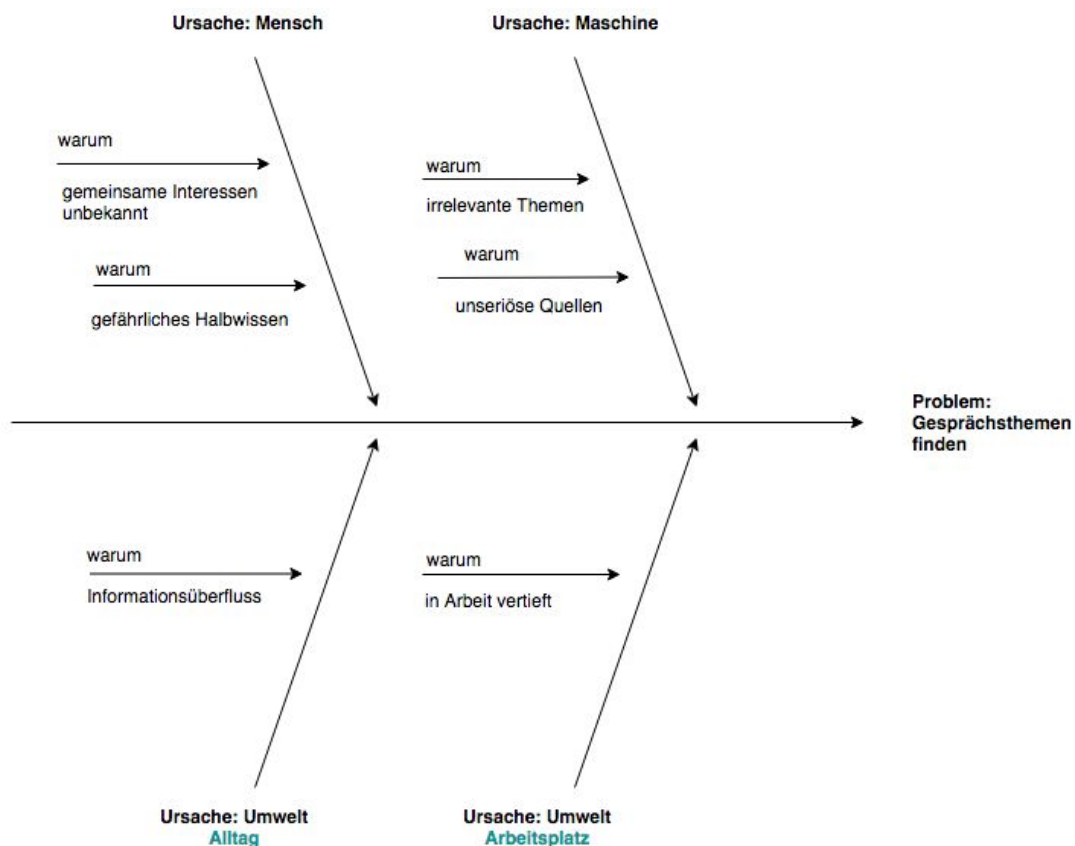 Ursache: Mensch
Ursache: Maschine
warum
gemeinsame Interessen
unbekannt
warum
gefährliches Halbwissen
warum
irrelevante Themen
warum
unseriöse Quellen
Problem:
Gesprächsthemen
finden
warum
Informationsüberfluss
warum
in Arbeit vertieft
Ursache: Umwelt
Alltag
Ursache: Umwelt
Arbeitsplatz